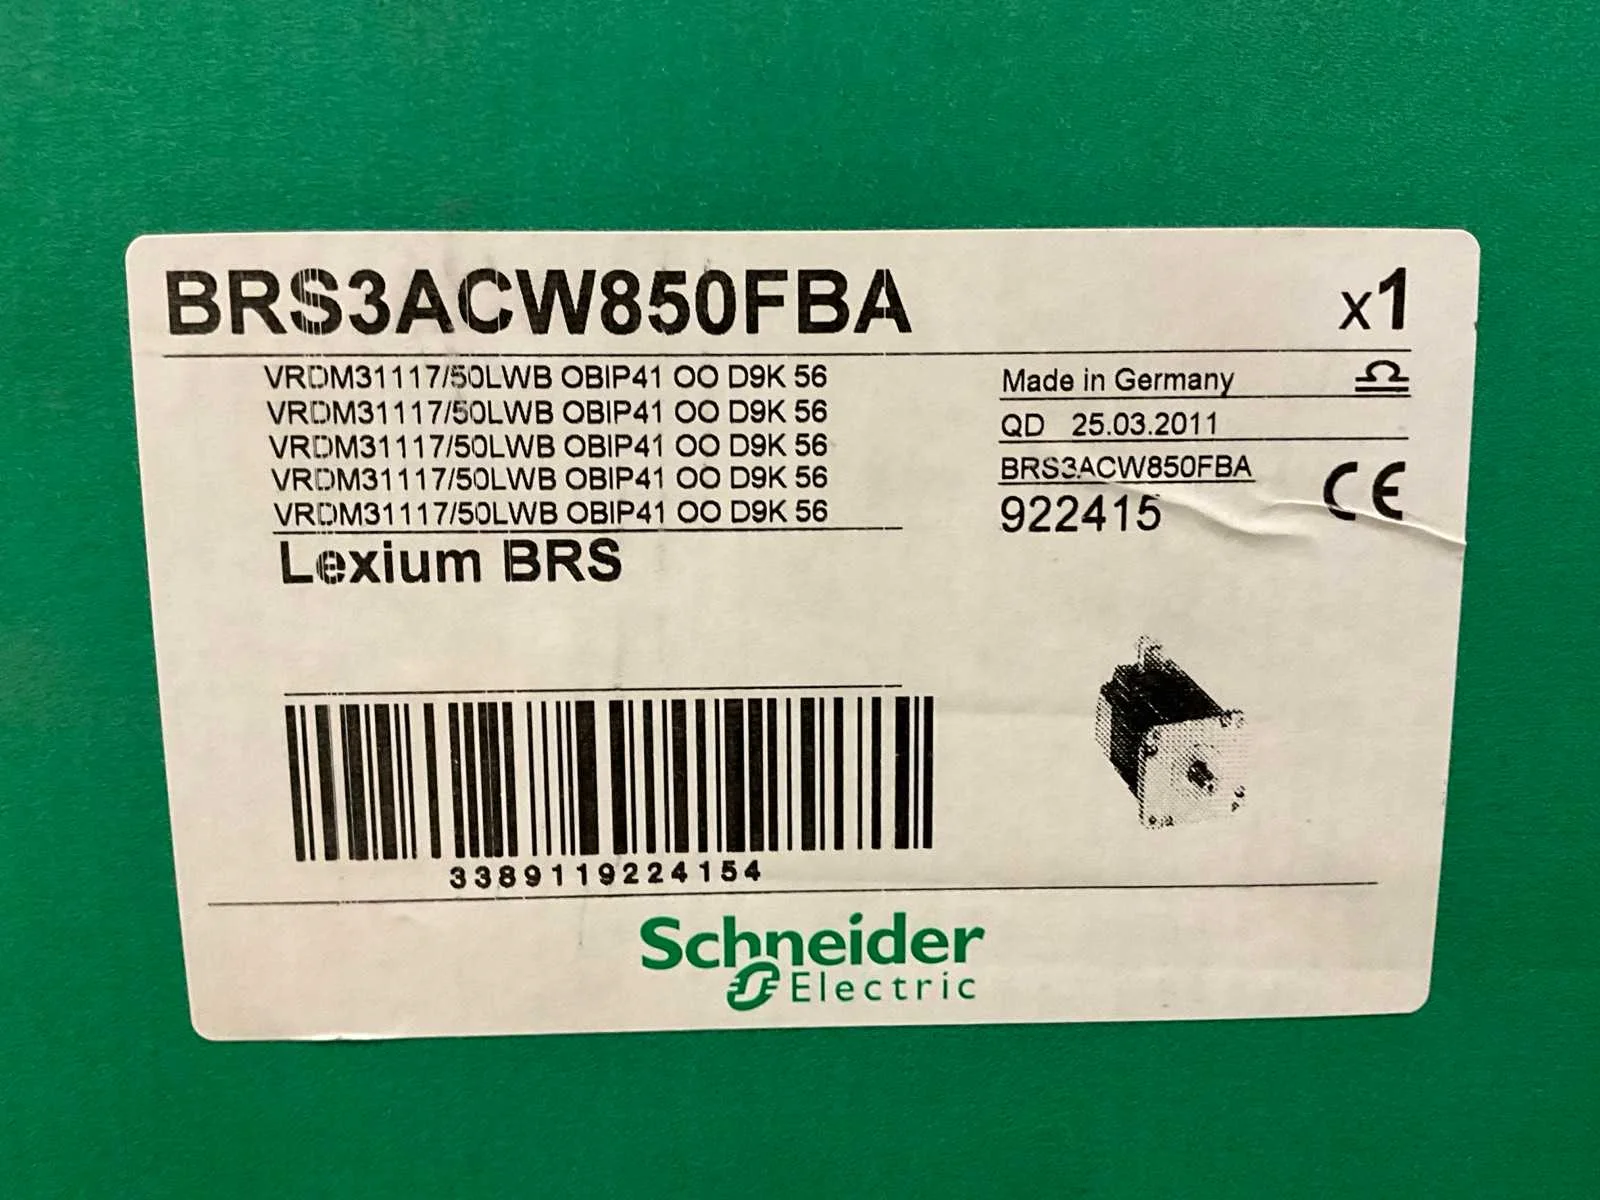 BRS3ACW850FBA x1
VRDM31117/50LWB OBIP41 OO D9K 56
VRDM31117/50LWB OBIP41 OO D9K 56
VRDM31117/50LWB OBIP41 OO D9K 56
VRDM31117/50LWB OBIP41 OO D9K 56
VRDM31117/50LWB OBIP41 OO D9K 56
Lexium BRS
Made in Germany
QD 25.03.2011
BRS3ACW850FBA
922415
CE
3389119224154
Schneider
Electric